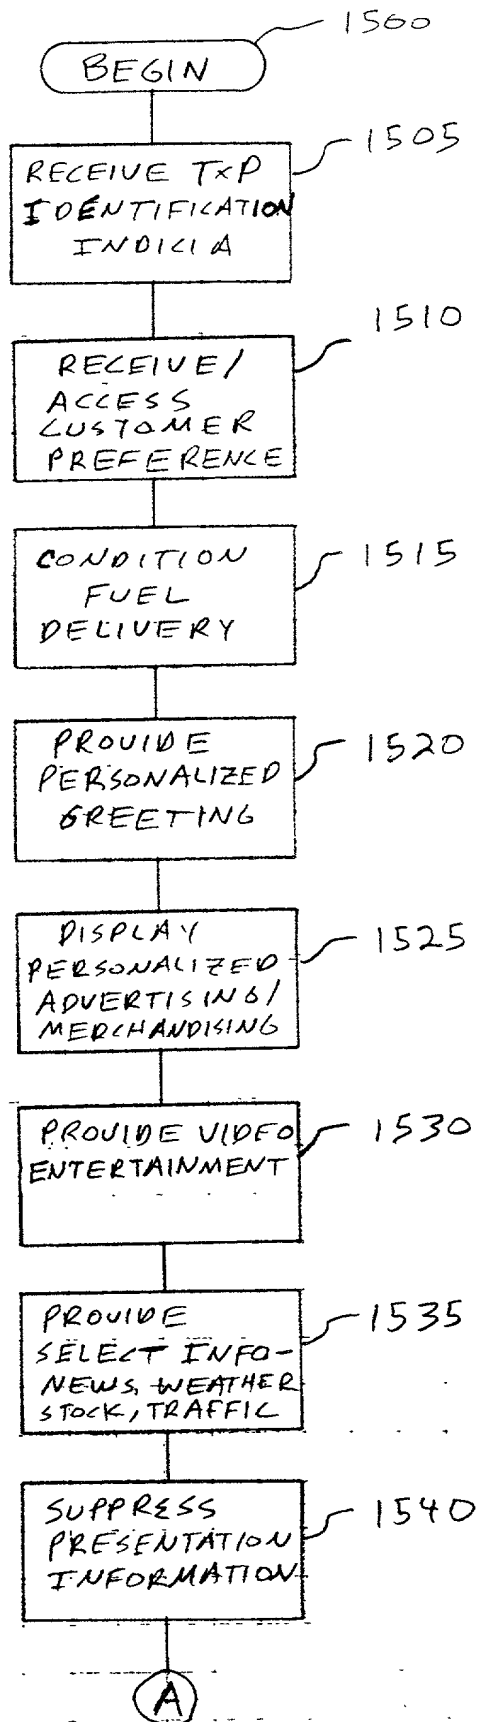 1500
BEGIN
1505
RECEIVE TxP
IDENTIFICATION
INDICIA
1510
RECEIVE/
ACCESS
CUSTOMER
PREFERENCE
1515
CONDITION
FUEL
DELIVERY
1520
PROVIDE
PERSONALIZED
GREETING
1525
DISPLAY
PERSONALIZED
ADVERTISING/
MERCHANDISING
1530
PROVIDE VIDEO
ENTERTAINMENT
1535
PROVIDE
SELECT INFO-
NEWS, WEATHER
STOCK, TRAFFIC
1540
SUPPRESS
PRESENTATION
INFORMATION
A